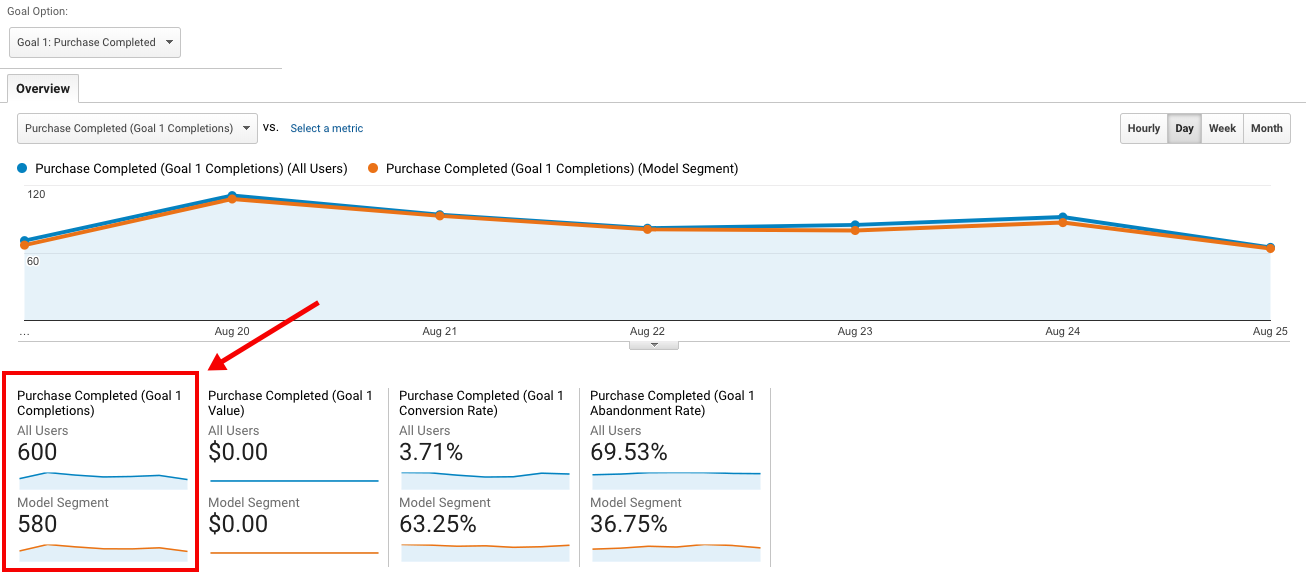 Goal Option:
Goal 1: Purchase Completed
Overview
Purchase Completed (Goal 1 Completions) VS. Select a metric
Hourly Day Week Month
Purchase Completed (Goal 1 Completions) (All Users) Purchase Completed (Goal 1 Completions) (Model Segment)
120
60
... Aug 20 Aug 21 Aug 22 Aug 23 Aug 24 Aug 25
Purchase Completed (Goal 1
Completions)
All Users
600
Model Segment
580
Purchase Completed (Goal 1
Value)
All Users
$0.00
Model Segment
$0.00
Purchase Completed (Goal 1
Conversion Rate)
All Users
3.71%
Model Segment
63.25%
Purchase Completed (Goal 1
Abandonment Rate)
All Users
69.53%
Model Segment
36.75%